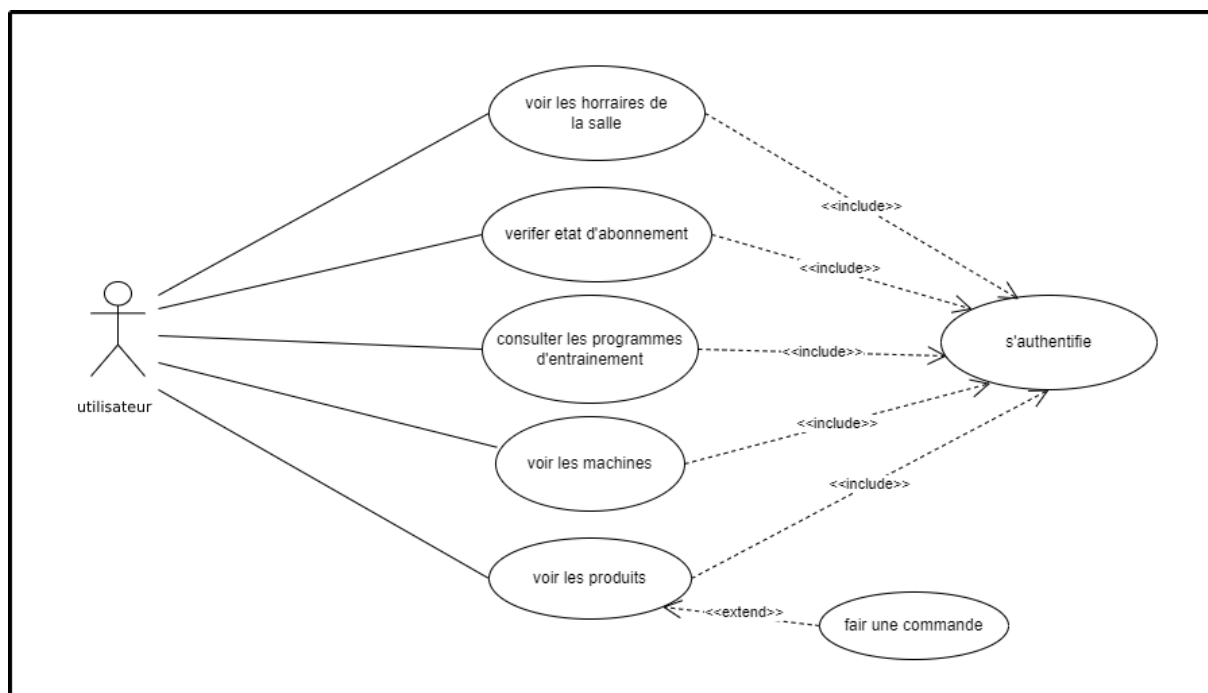 voir les horraires de
la salle
<<include>>
verifer etat d'abonnement
<<include>>
consulter les programmes
d'entrainement
<<include>>
s'authentifie
utilisateur
<<include>>
voir les machines
<<include>>
voir les produits
<<extend>>
fair une commande